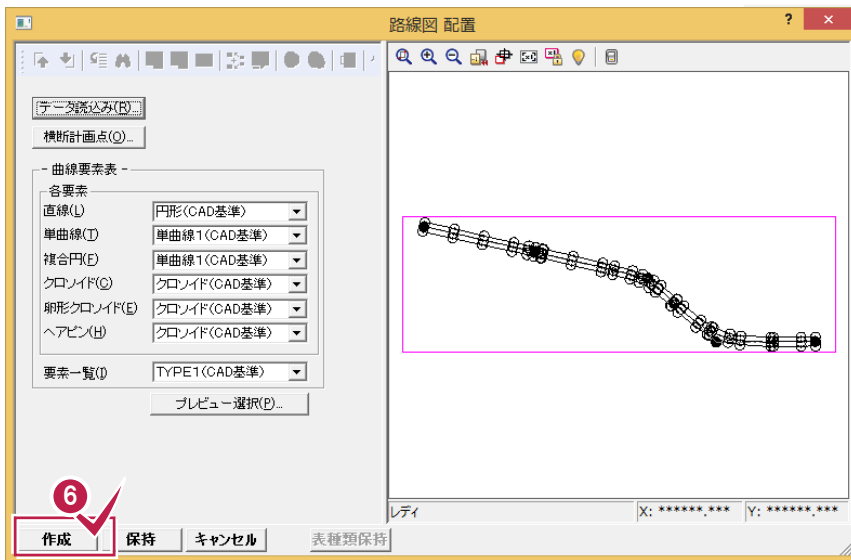 路線図 配置
? ×
データ読込み(R)...
横断計画点(O)...
- 曲線要素表 -
各要素
直線(L) 円形(CAD基準)
単曲線(T) 単曲線1(CAD基準)
複合円(F) 単曲線1(CAD基準)
クロソイド(C) クロソイド(CAD基準)
卵形クロソイド(E) クロソイド(CAD基準)
ヘアピン(H) クロソイド(CAD基準)
要素一覧(I) TYPE1(CAD基準)
プレビュー選択(P)...
レディ X: ******.*** Y: ******.***
6
作成 保持 キャンセル 表種類保持